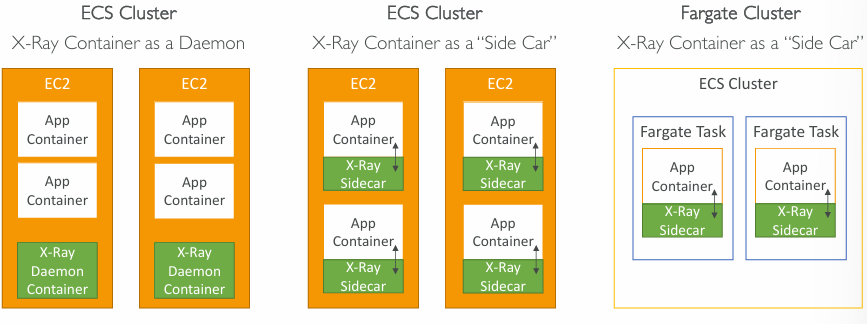 ECS Cluster
X-Ray Container as a Daemon
EC2
App
Container
App
Container
X-Ray
Daemon
Container
EC2
App
Container
App
Container
X-Ray
Daemon
Container
ECS Cluster
X-Ray Container as a “Side Car”
EC2
App
Container
X-Ray
Sidecar
App
Container
X-Ray
Sidecar
EC2
App
Container
X-Ray
Sidecar
App
Container
X-Ray
Sidecar
Fargate Cluster
X-Ray Container as a “Side Car”
ECS Cluster
Fargate Task
App
Container
X-Ray
Sidecar
Fargate Task
App
Container
X-Ray
Sidecar